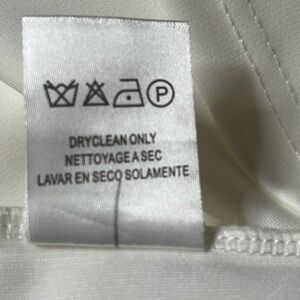 P
DRYCLEAN ONLY
NETTOYAGE A SEC
LAVAR EN SECO SOLAMENTE